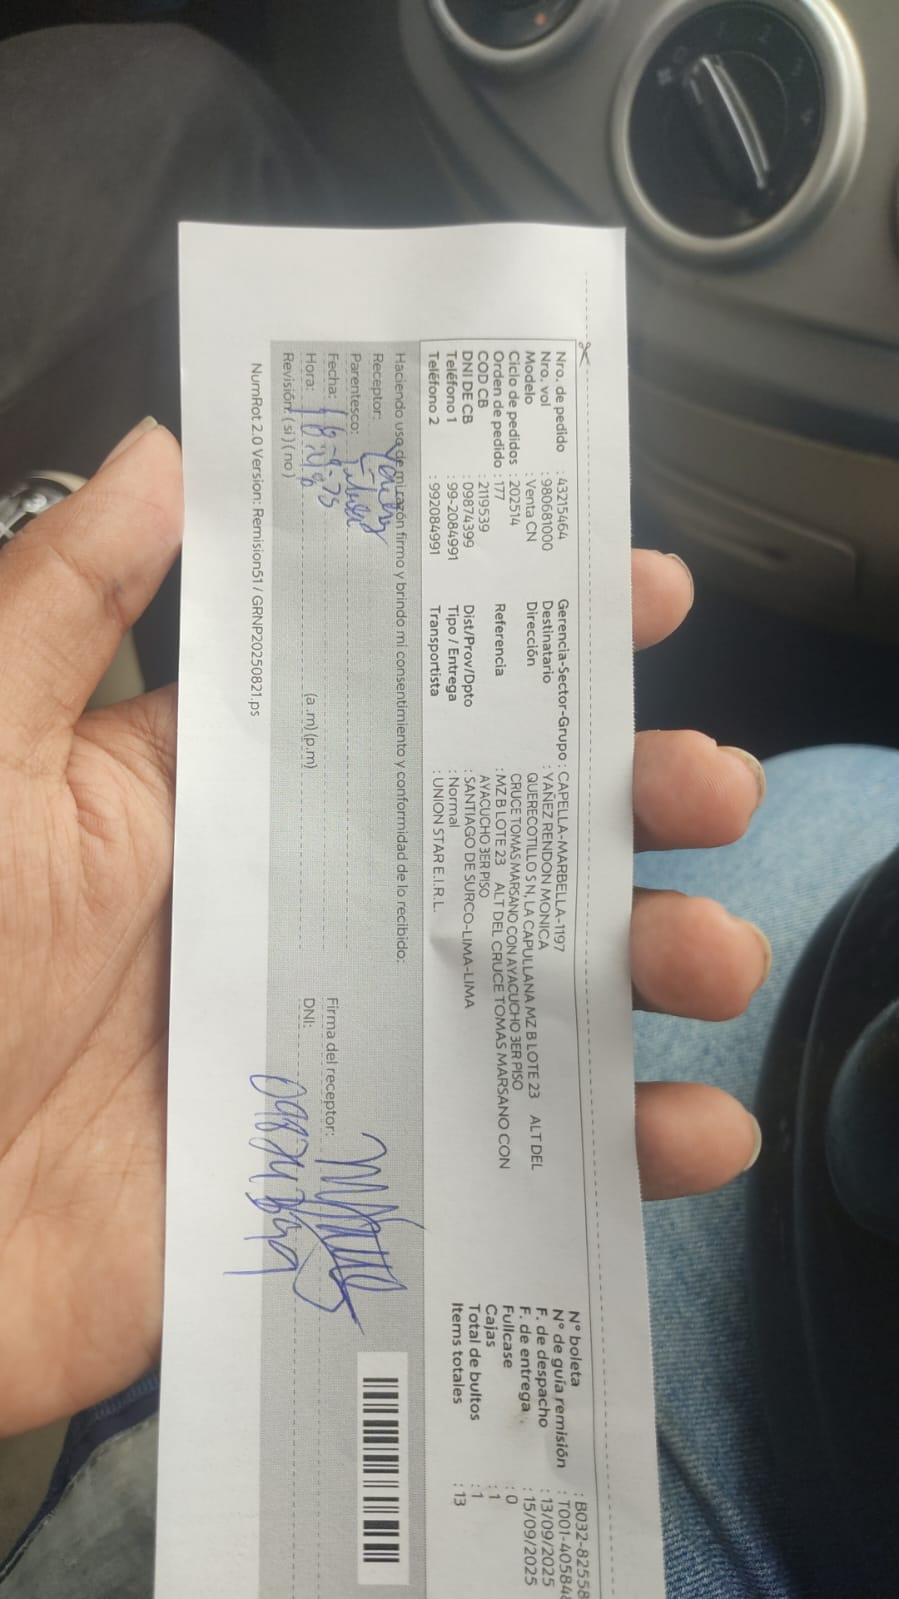 Nro. de pedido : 43215464
Nro. vol : 980681000
Modelo : Venta CN
Ciclo de pedidos : 202514
Orden de pedido : 177
COD CB : 2119539
DNI DE CB : 09874399
Teléfono 1 : 99-2084991
Teléfono 2 : 992084991
Gerencia-Sector-Grupo : CAPELLA-MARBELLA-1197
Destinatario : YAÑEZ RENDON MONICA
Dirección QUERECOTILLO S N, LA CAPULLANA MZ B LOTE 23 ALT DEL
CRUCE TOMAS MARSANO CON AYACUCHO 3ER PISO
Referencia : MZ B LOTE 23 ALT DEL CRUCE TOMAS MARSANO CON
AYACUCHO 3ER PISO
Dist/Prov/Dpto : SANTIAGO DE SURCO-LIMA-LIMA
Tipo / Entrega : Normal
Transportista : UNION STAR E.I.R.L.
N° boleta : B032-82558
N° de guía remisión : T001-40584
F. de despacho : 13/09/2025
F. de entrega : 15/09/2025
Fullcase : 0
Cajas : 1
Total de bultos : 1
Items totales : 13
Haciendo uso de mi razón firmo y brindo mi consentimiento y conformidad de lo recibido:
Receptor:
Parentesco: Titular
Fecha:
Hora: (a .m) (p.m)
Revisión: ( si ) ( no )
Firma del receptor:
DNI:
NumRot 2.0 Version: Remision51 / GRNP20250821.ps